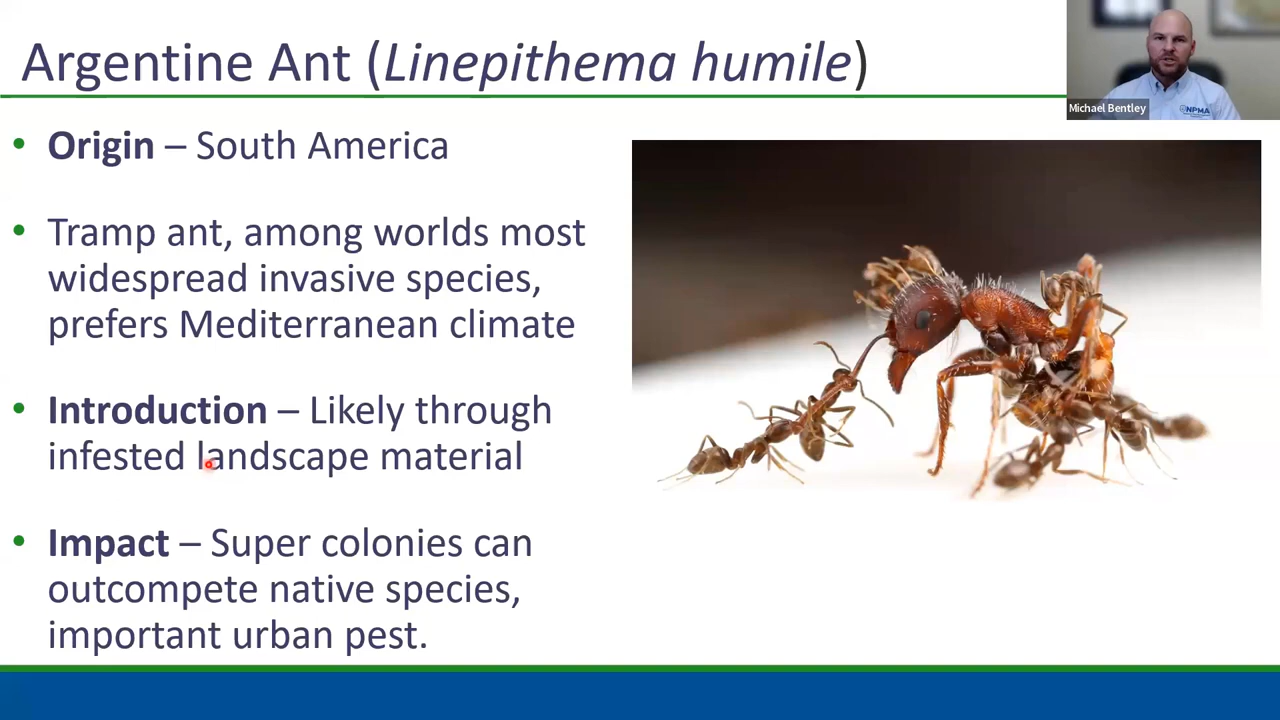 Argentine Ant (Linepithema humile)
Michael Bentley
NPMA
• Origin – South America
• Tramp ant, among worlds most
widespread invasive species,
prefers Mediterranean climate
• Introduction – Likely through
infested landscape material
• Impact – Super colonies can
outcompete native species,
important urban pest.